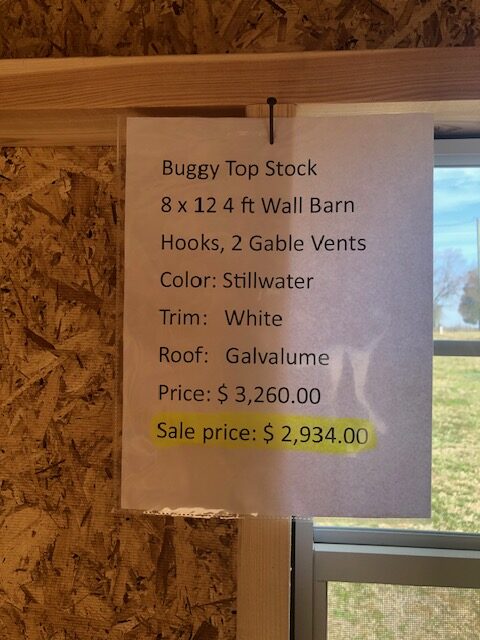 Buggy Top Stock
8 x 12 4 ft Wall Barn
Hooks, 2 Gable Vents
Color: Stillwater
Trim: White
Roof: Galvalume
Price: $ 3,260.00
Sale price: $ 2,934.00